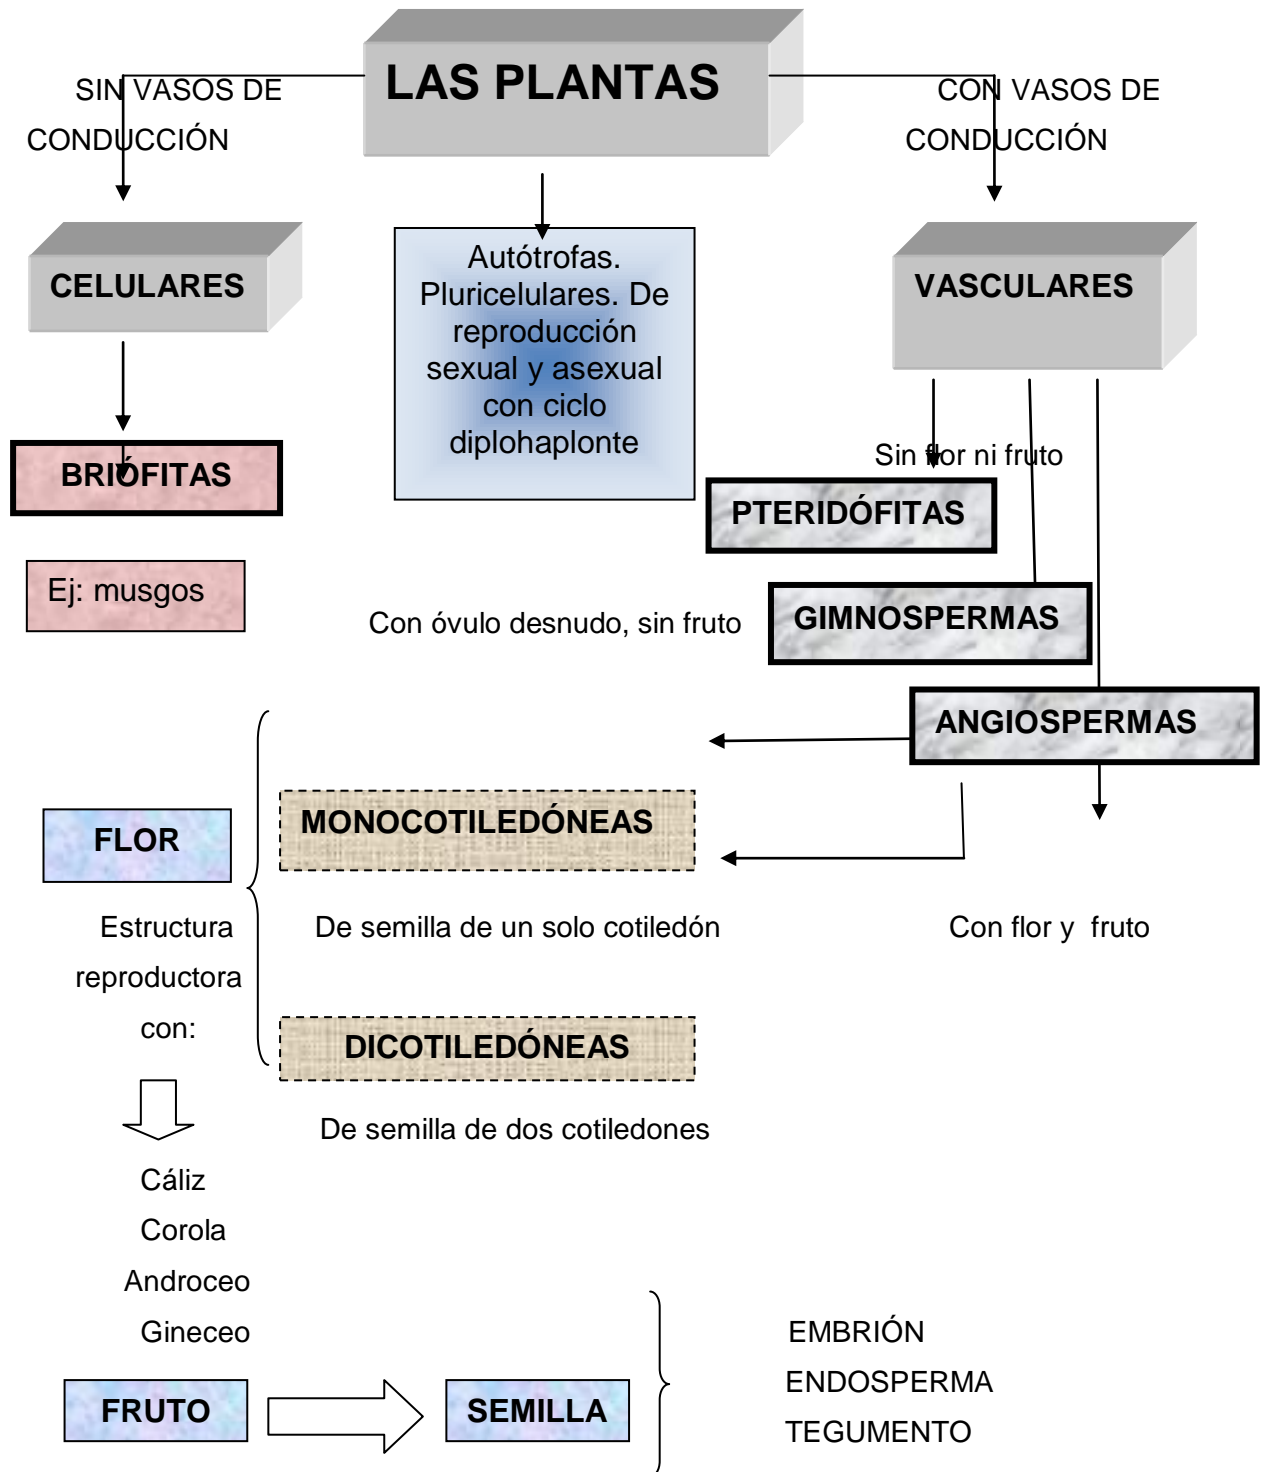 LAS PLANTAS
SIN VASOS DE
CONDUCCIÓN
CON VASOS DE
CONDUCCIÓN
CELULARES
Autótrofas.
Pluricelulares. De
reproducción
sexual y asexual
con ciclo
diplohaplonte
VASCULARES
BRIÓFITAS
Sin flor ni fruto
PTERIDÓFITAS
Ej: musgos
Con óvulo desnudo, sin fruto
GIMNOSPERMAS
ANGIOSPERMAS
MONOCOTILEDÓNEAS
FLOR
Estructura
reproductora
con:
De semilla de un solo cotiledón
Con flor y  fruto
DICOTILEDÓNEAS
De semilla de dos cotiledones
Cáliz
Corola
Androceo
Gineceo
FRUTO
SEMILLA
EMBRIÓN
ENDOSPERMA
TEGUMENTO